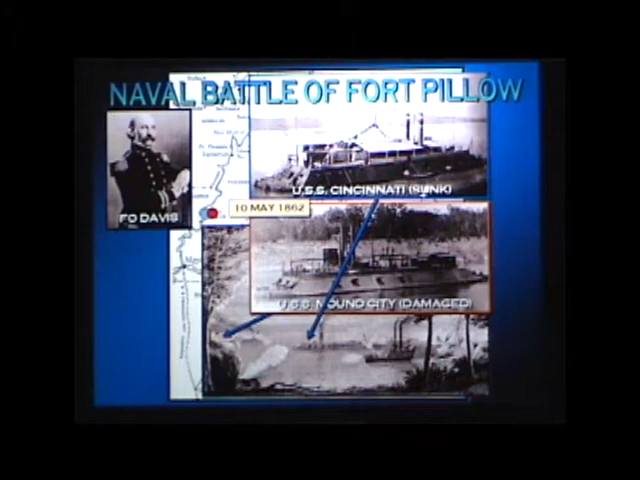 NAVAL BATTLE OF FORT PILLOW
U.S.S. CINCINNATI (SUNK)
FO DAVIS
10 MAY 1862
U.S.S. MOUND CITY (DAMAGED)